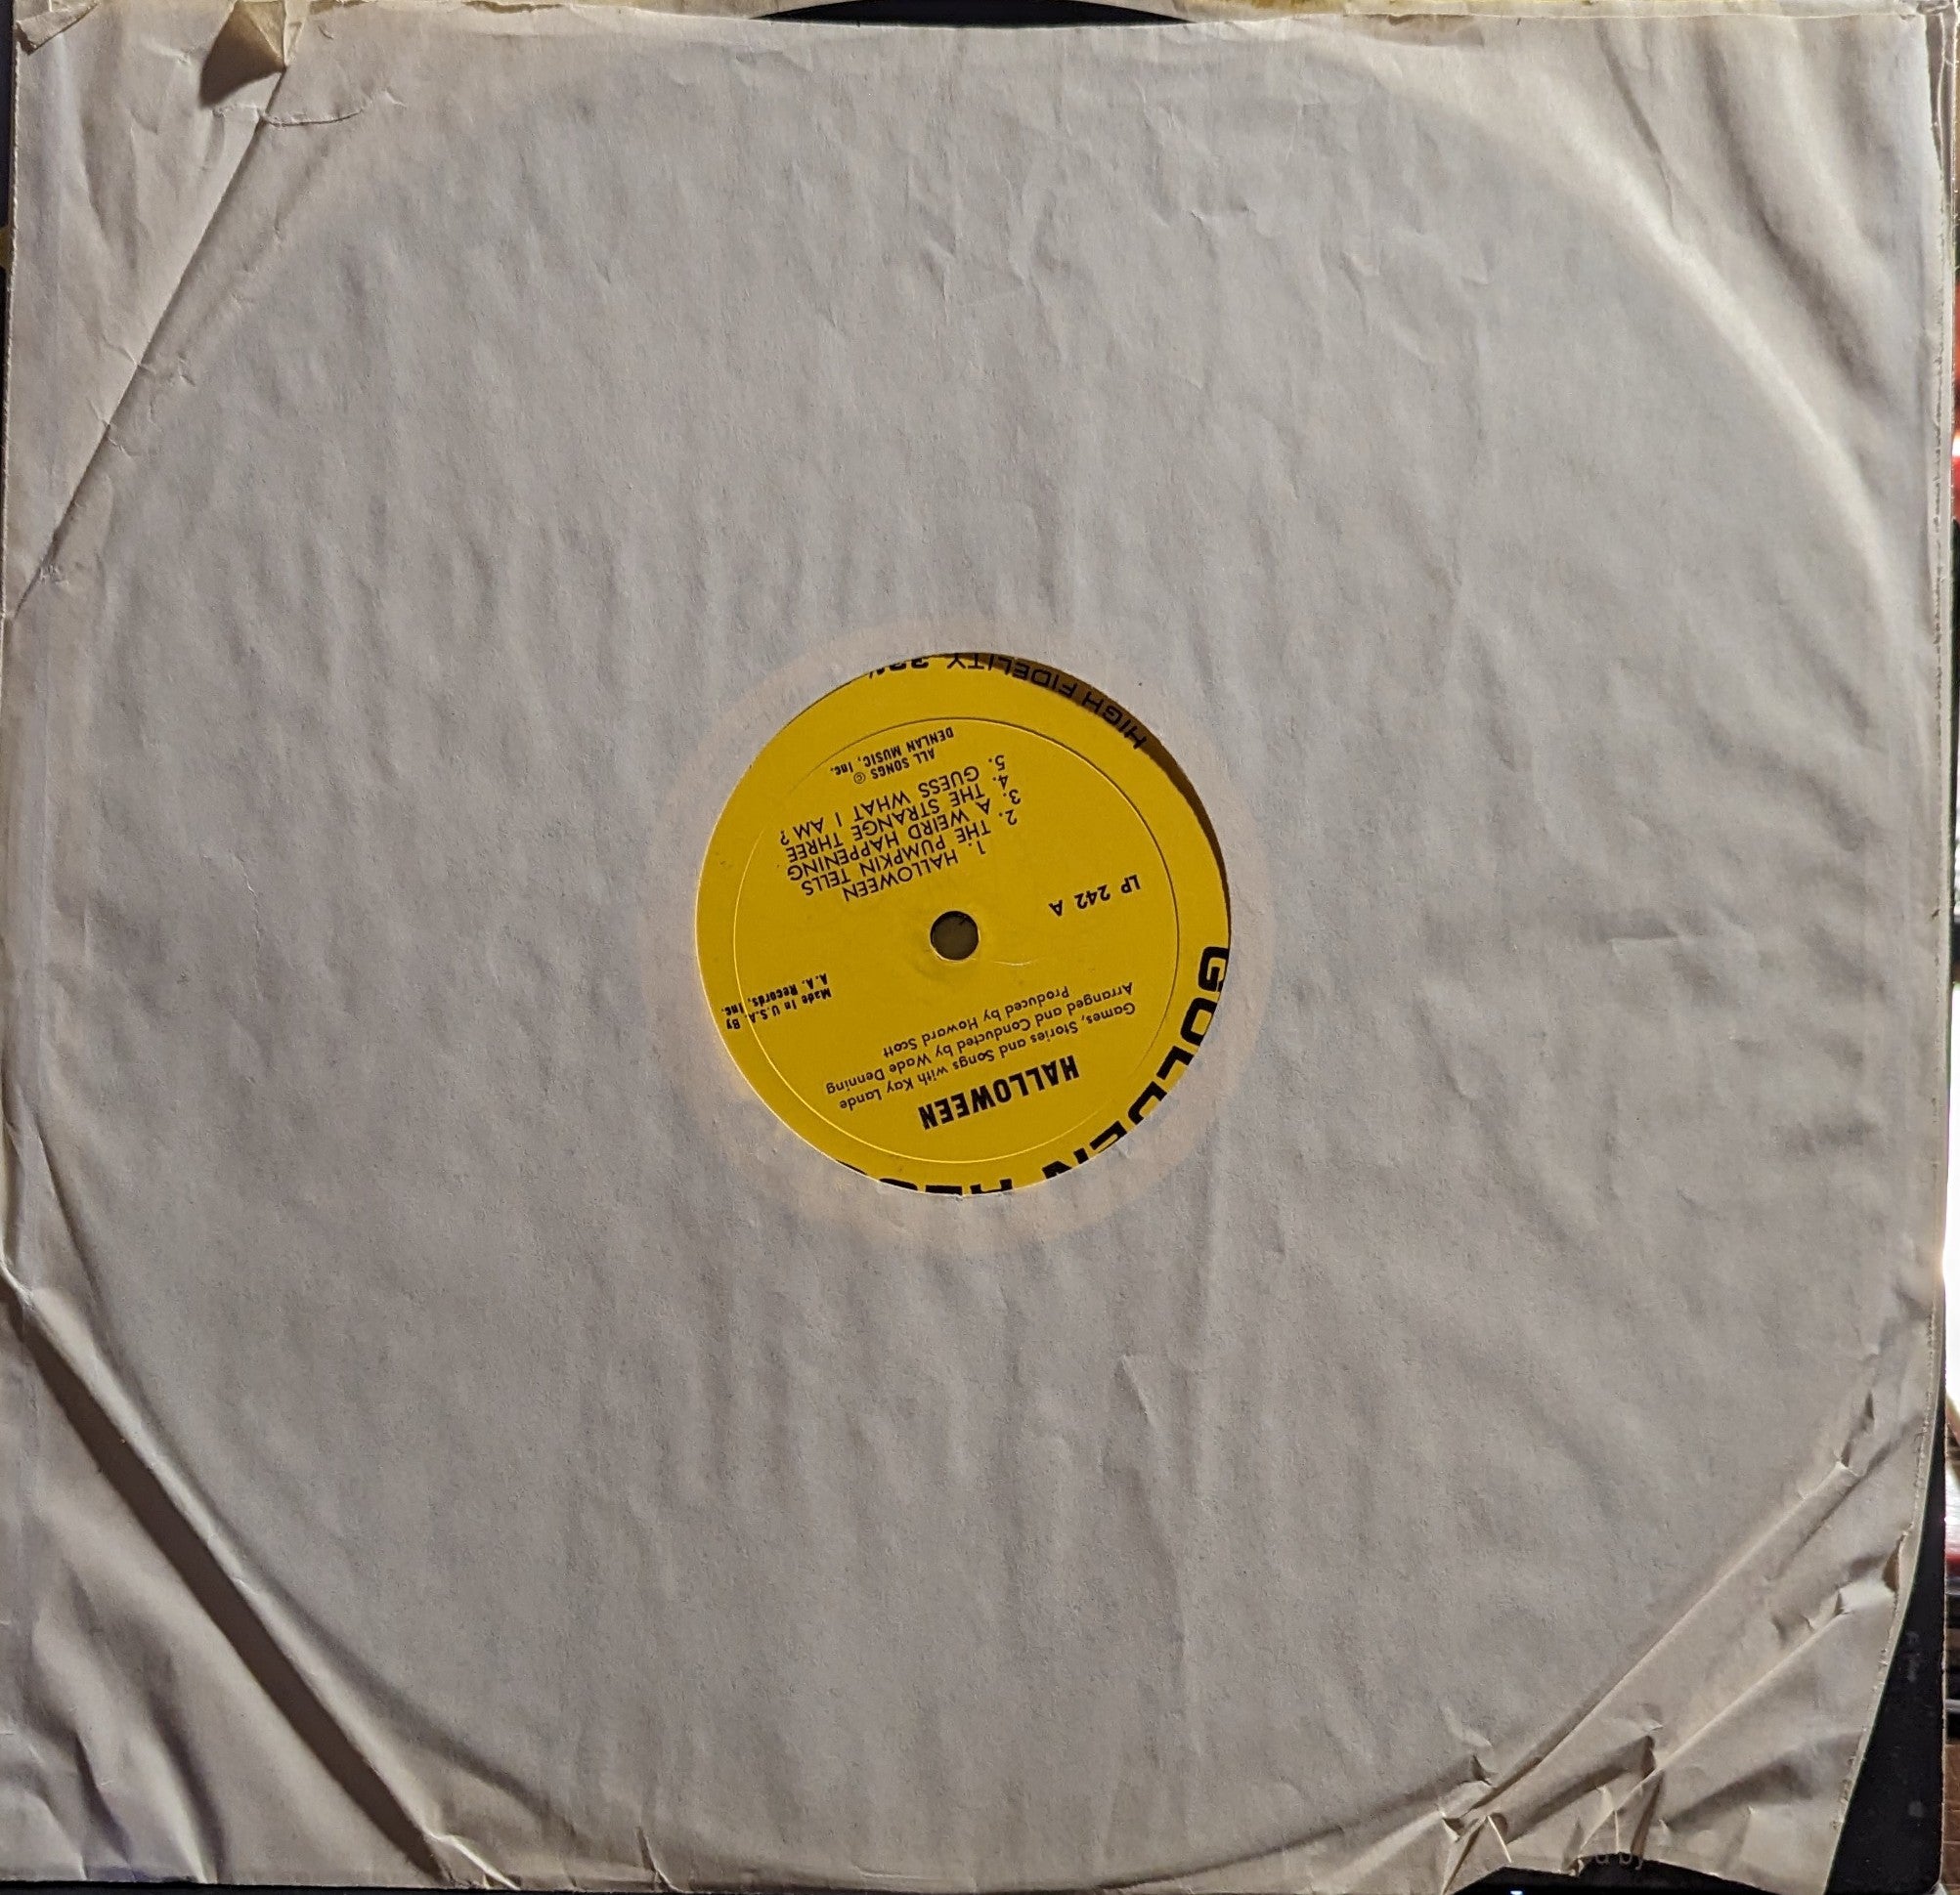 GOLDEN
HALLOWEEN
Games, Stories and Songs with Kay Lande
Arranged and Conducted by Wade Denning
Produced by Howard Scott
Made in U.S.A. By
A. A. Records, Inc.
LP 242 A
1. HALLOWEEN
2. THE PUMPKIN TELLS
3. A WEIRD HAPPENING
4. THE STRANGE THREE
5. GUESS WHAT I AM?
ALL SONGS ©
DENLAN MUSIC, Inc.
HIGH FIDELITY 33⅓